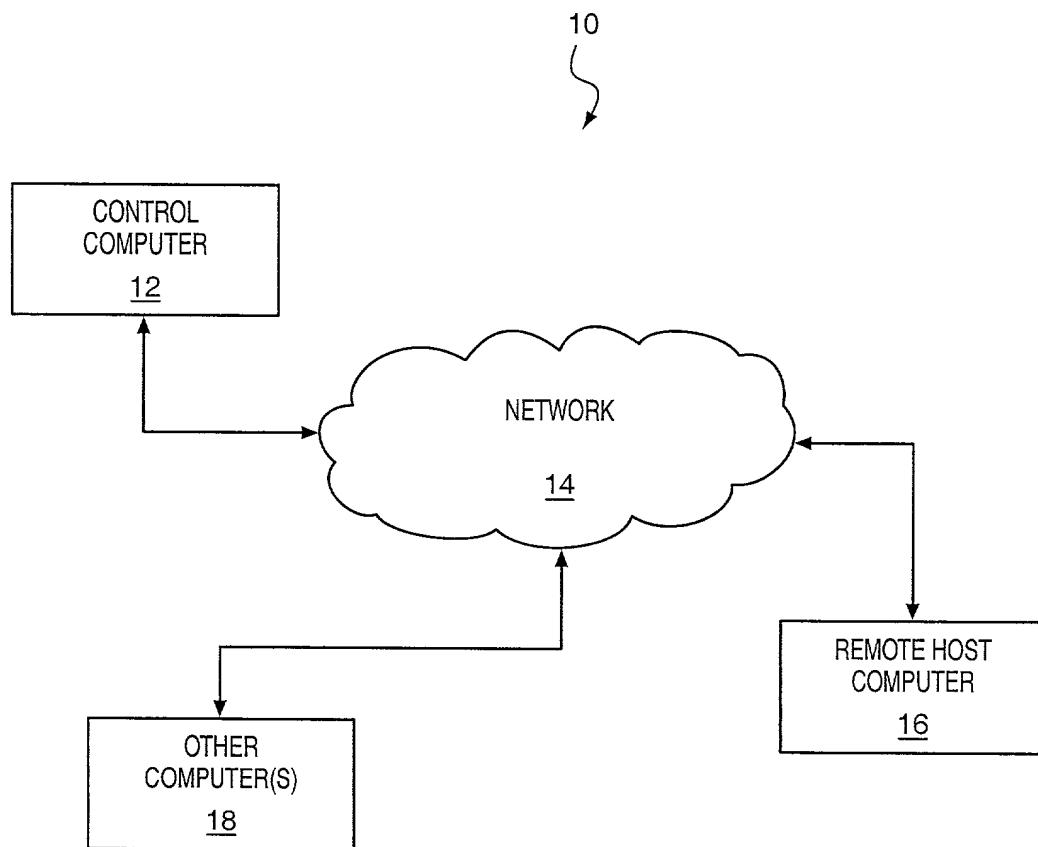 10
CONTROL
COMPUTER
12
NETWORK
14
REMOTE HOST
COMPUTER
16
OTHER
COMPUTER(S)
18